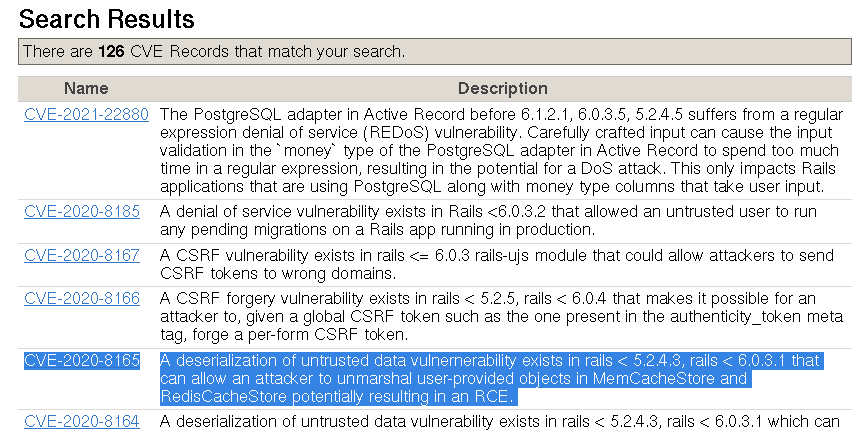 Search Results
There are 126 CVE Records that match your search.
Name Description
CVE-2021-22880 The PostgreSQL adapter in Active Record before 6.1.2.1, 6.0.3.5, 5.2.4.5 suffers from a regular
expression denial of service (REDoS) vulnerability. Carefully crafted input can cause the input
validation in the `money` type of the PostgreSQL adapter in Active Record to spend too much
time in a regular expression, resulting in the potential for a DoS attack. This only impacts Rails
applications that are using PostgreSQL along with money type columns that take user input.
CVE-2020-8185 A denial of service vulnerability exists in Rails <6.0.3.2 that allowed an untrusted user to run
any pending migrations on a Rails app running in production.
CVE-2020-8167 A CSRF vulnerability exists in rails <= 6.0.3 rails-ujs module that could allow attackers to send
CSRF tokens to wrong domains.
CVE-2020-8166 A CSRF forgery vulnerability exists in rails < 5.2.5, rails < 6.0.4 that makes it possible for an
attacker to, given a global CSRF token such as the one present in the authenticity_token meta
tag, forge a per-form CSRF token.
CVE-2020-8165 A deserialization of untrusted data vulnernerability exists in rails < 5.2.4.3, rails < 6.0.3.1 that
can allow an attacker to unmarshal user-provided objects in MemCacheStore and
RedisCacheStore potentially resulting in an RCE.
CVE-2020-8164 A deserialization of untrusted data vulnerability exists in rails < 5.2.4.3, rails < 6.0.3.1 which can